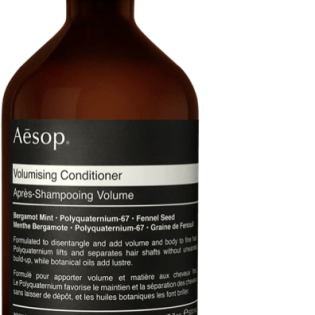 Aēsop®
Volumising Conditioner
Après-Shampooing Volume
Bergamot Mint · Polyquaternium-67 · Fennel Seed
Menthe Bergamote · Polyquaternium-67 · Graine de Fenouil
Formulated to disentangle and add volume and body to fine hair.
Polyquaternium lifts and separates hair shafts without unwanted
build-up, while botanical oils add lustre.
Formulé pour apporter volume et matière aux cheveux
Le Polyquaternium favorise le maintien et la séparation des cheveux
sans laisser de dépôt, et les huiles botaniques les font briller.